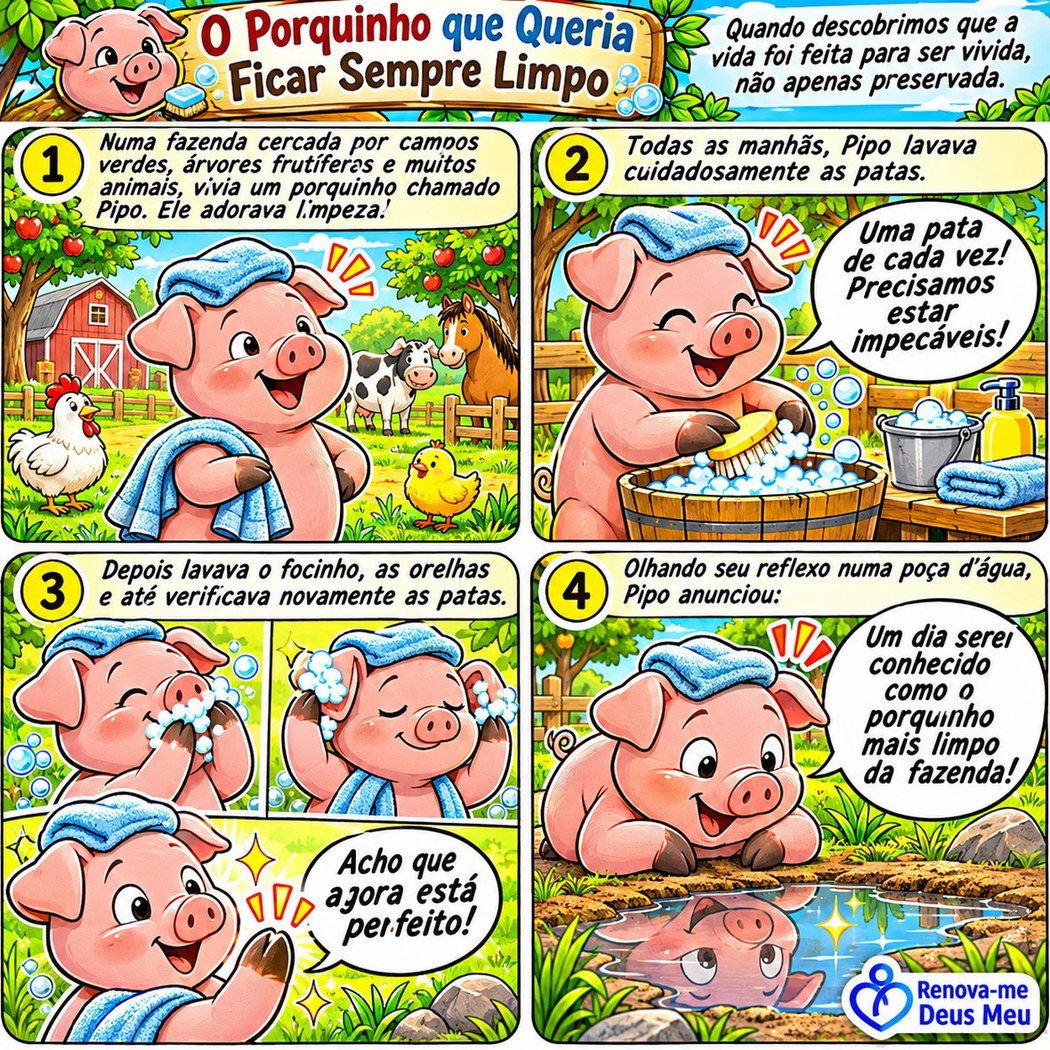 O Porquinho que Queria
Ficar Sempre Limpo
Quando descobrimos que a
vida foi feita para ser vivida,
não apenas preservada.
1
Numa fazenda cercada por campos
verdes, árvores frutíferas e muitos
animais, vivia um porquinho chamado
Pipo. Ele adorava limpeza!
2
Todas as manhãs, Pipo lavava
cuidadosamente as patas.
Uma pata
de cada vez!
Precisamos
estar
impecáveis!
3
Depois lavava o focinho, as orelhas
e até verificava novamente as patas.
Acho que
agora está
perfeito!
4
Olhando seu reflexo numa poça d'água,
Pipo anunciou:
Um dia serei
conhecido
como o
porquinho
mais limpo
da fazenda!
Renova-me
Deus Meu